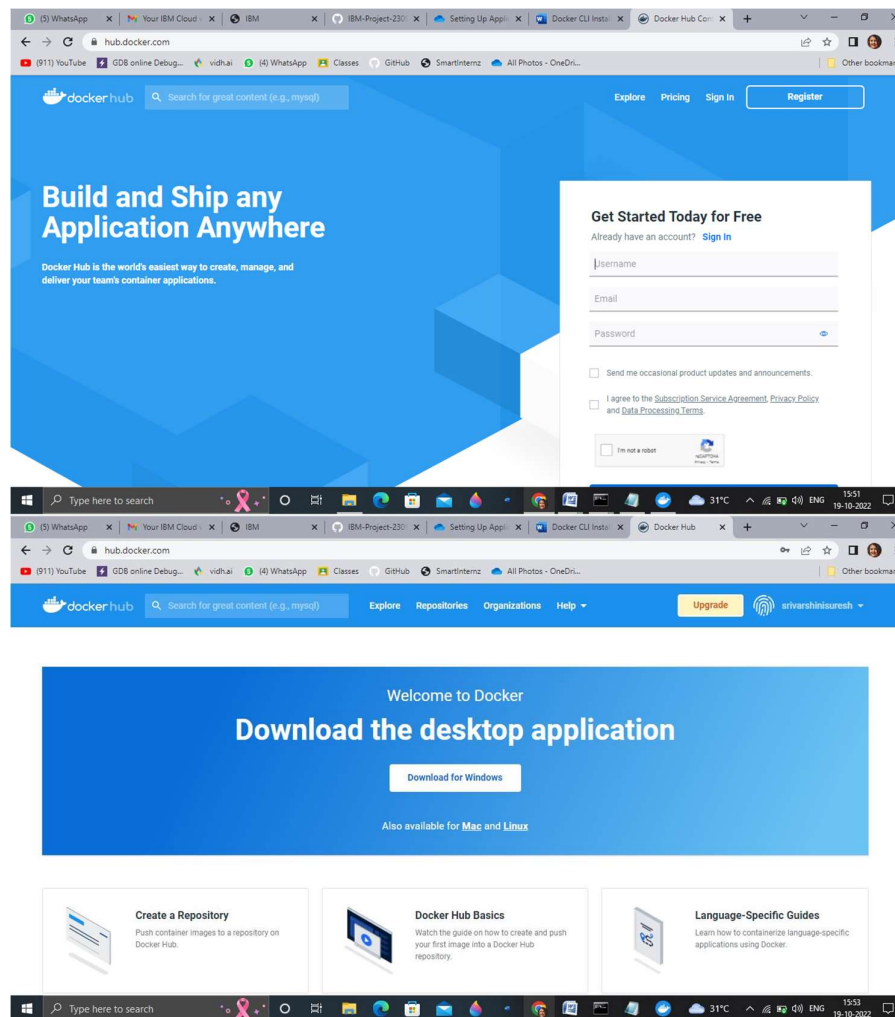 (5) WhatsApp
Your IBM Cloud
IBM
IBM-Project-230
Setting Up Appli
Docker CLI Instal
Docker Hub Con
hub.docker.com
(911) YouTube
GDB online Debug...
vidh.ai
(4) WhatsApp
Classes
GitHub
SmartInternz
All Photos - OneDri...
Other bookmar
docker hub
Search for great content (e.g., mysql)
Explore
Pricing
Sign In
Register
Build and Ship any
Application Anywhere
Docker Hub is the world's easiest way to create, manage, and
deliver your team's container applications.
Get Started Today for Free
Already have an account? Sign In
Username
Email
Password
Send me occasional product updates and announcements.
I agree to the Subscription Service Agreement, Privacy Policy
and Data Processing Terms.
I'm not a robot
reCAPTCHA
Privacy - Terms
Type here to search
31°C
ENG
15:51
19-10-2022
(5) WhatsApp
Your IBM Cloud
IBM
IBM-Project-230
Setting Up Appli
Docker CLI Instal
Docker Hub
hub.docker.com
(911) YouTube
GDB online Debug...
vidh.ai
(4) WhatsApp
Classes
GitHub
SmartInternz
All Photos - OneDri...
Other bookmar
docker hub
Search for great content (e.g., mysql)
Explore
Repositories
Organizations
Help
Upgrade
srivarshinisuresh
Welcome to Docker
Download the desktop application
Download for Windows
Also available for Mac and Linux
Create a Repository
Push container images to a repository on
Docker Hub.
Docker Hub Basics
Watch the guide on how to create and push
your first image into a Docker Hub
repository.
Language-Specific Guides
Learn how to containerize language-specific
applications using Docker.
Type here to search
31°C
ENG
15:53
19-10-2022